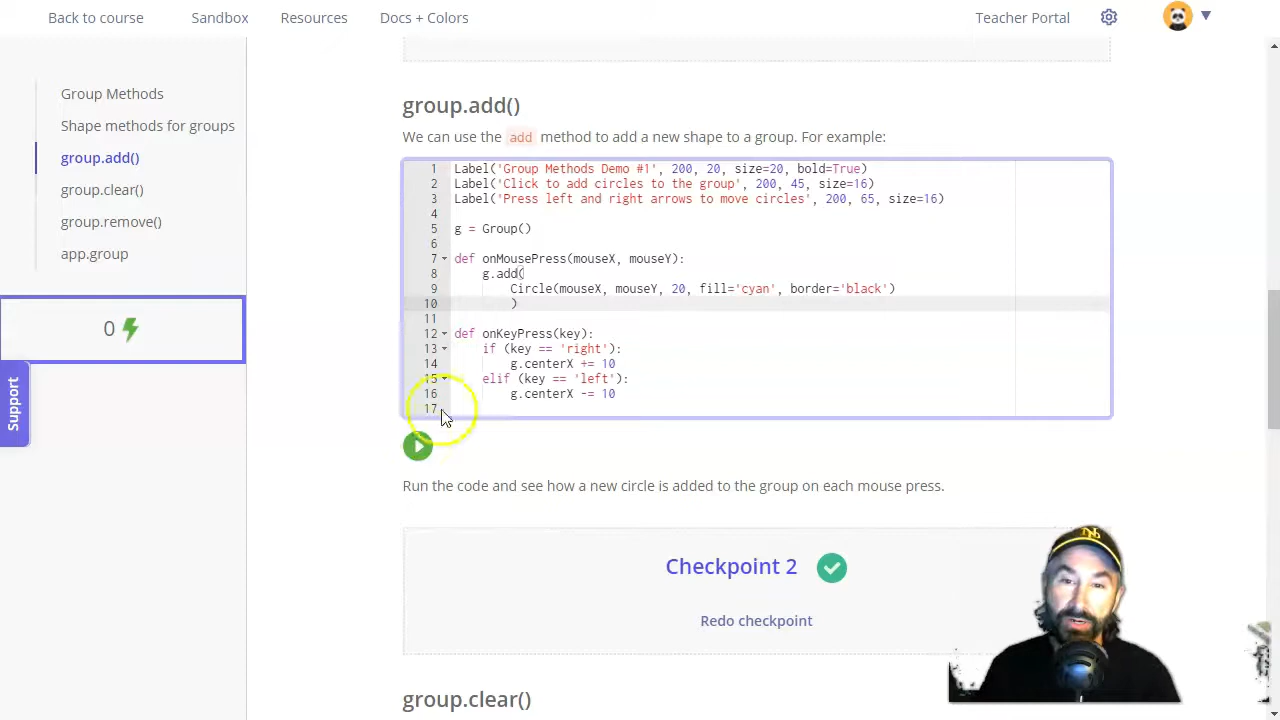 Back to course
Sandbox
Resources
Docs + Colors
Teacher Portal
Group Methods
Shape methods for groups
group.add()
group.clear()
group.remove()
app.group
0
Support
group.add()
We can use the add method to add a new shape to a group. For example:
1 Label('Group Methods Demo #1', 200, 20, size=20, bold=True)
2 Label('Click to add circles to the group', 200, 45, size=16)
3 Label('Press left and right arrows to move circles', 200, 65, size=16)
4
5 g = Group()
6
7 def onMousePress(mouseX, mouseY):
8     g.add(
9         Circle(mouseX, mouseY, 20, fill='cyan', border='black')
10         )
11
12 def onKeyPress(key):
13     if (key == 'right'):
14         g.centerX += 10
15     elif (key == 'left'):
16         g.centerX -= 10
17
Run the code and see how a new circle is added to the group on each mouse press.
Checkpoint 2
Redo checkpoint
group.clear()